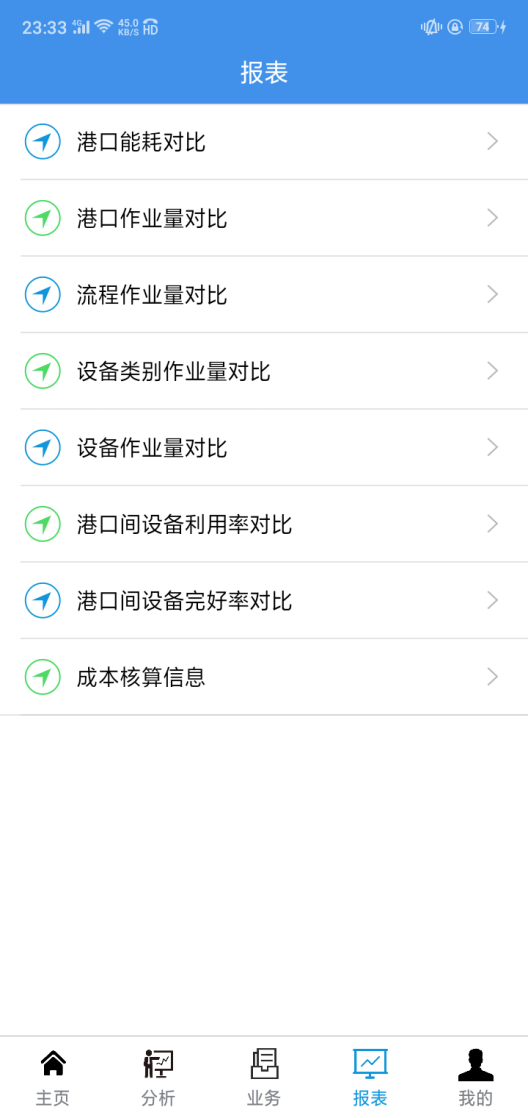 23:33 4G 45.0 KB/S HD 74
报表
港口能耗对比
港口作业量对比
流程作业量对比
设备类别作业量对比
设备作业量对比
港口间设备利用率对比
港口间设备完好率对比
成本核算信息
主页 分析 业务 报表 我的